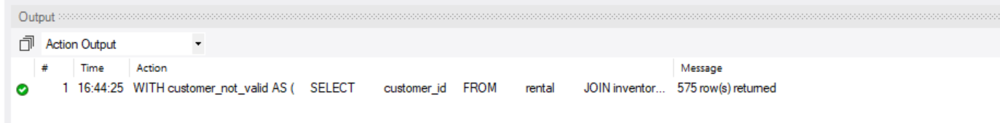 Output
Action Output
# Time Action Message
1 16:44:25 WITH customer_not_valid AS ( SELECT customer_id FROM rental JOIN inventor... 575 row(s) returned